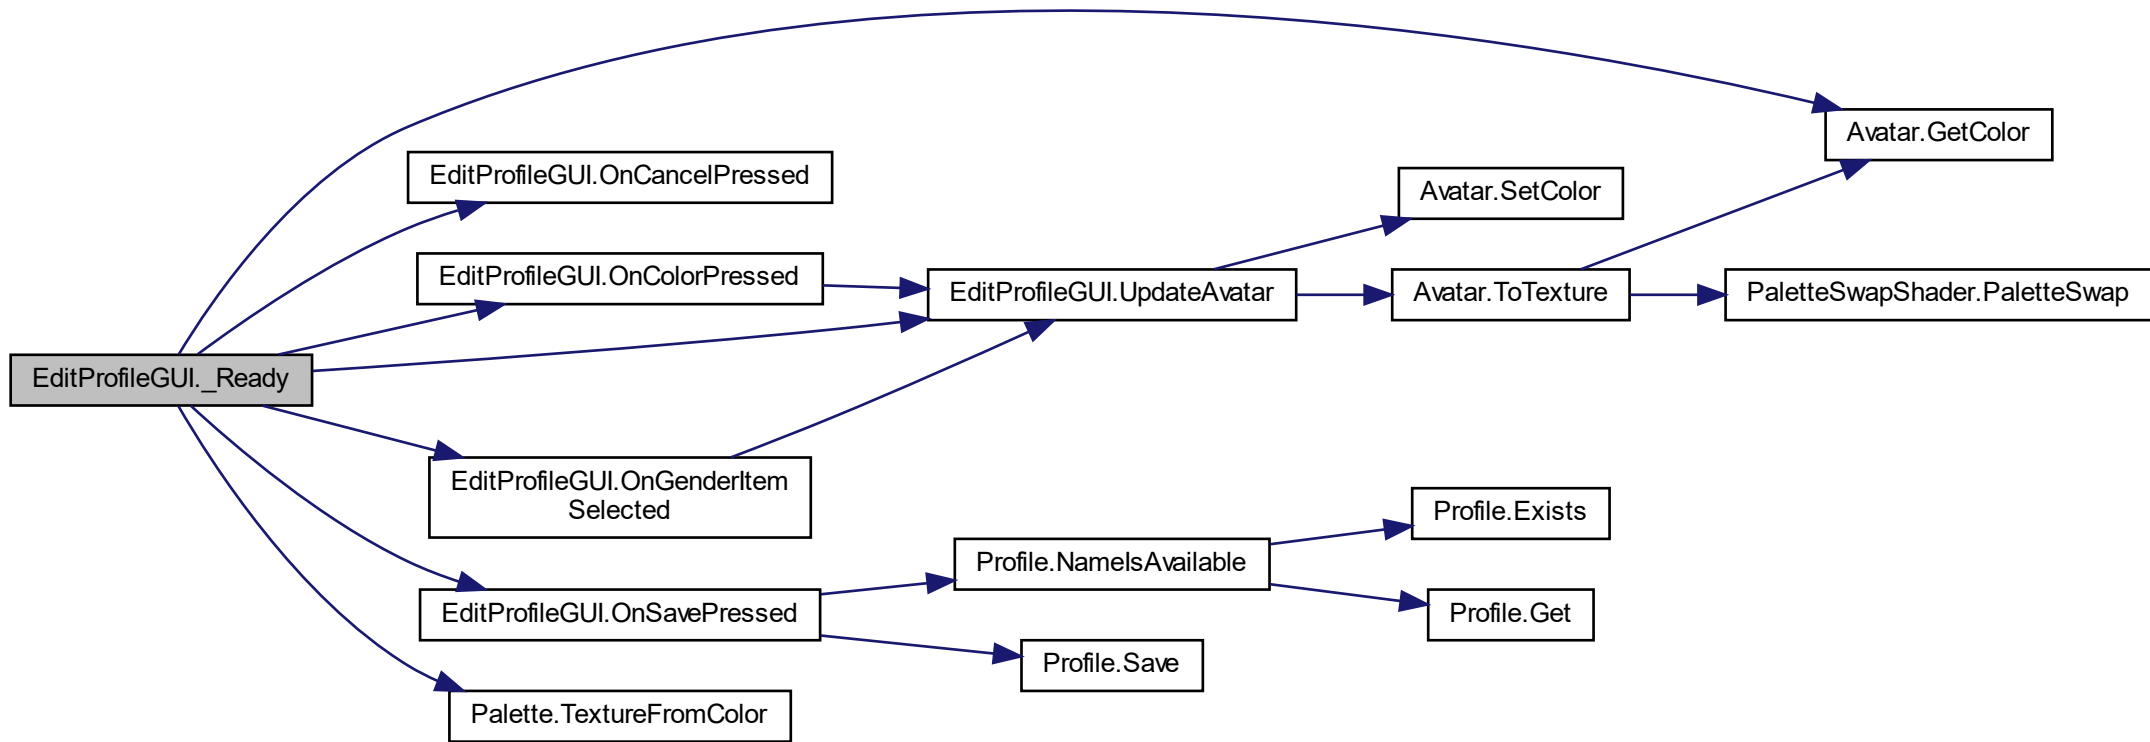 Avatar.GetColor
EditProfileGUI.OnCancelPressed
Avatar.SetColor
EditProfileGUI.OnColorPressed
EditProfileGUI.UpdateAvatar
Avatar.ToTexture
PaletteSwapShader.PaletteSwap
EditProfileGUI._Ready
EditProfileGUI.OnGenderItem
Selected
Profile.Exists
Profile.NameIsAvailable
Profile.Get
EditProfileGUI.OnSavePressed
Profile.Save
Palette.TextureFromColor